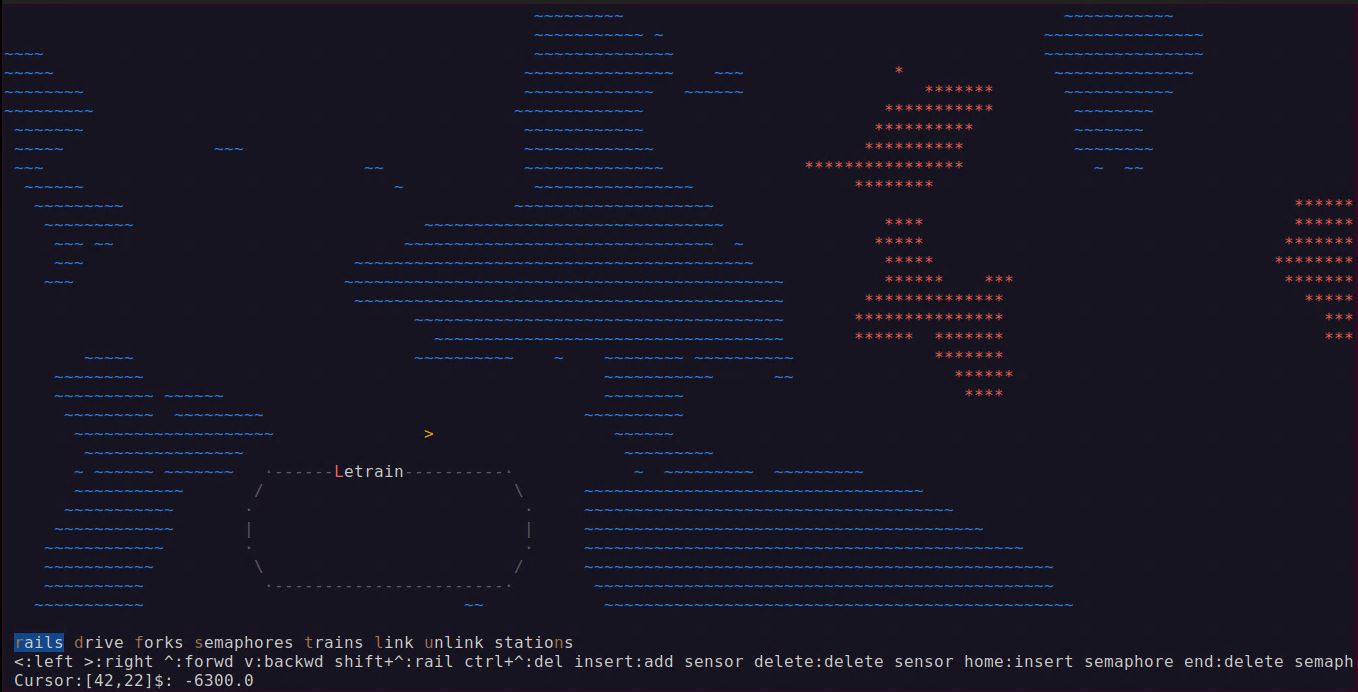 Letrain
rails drive forks semaphores trains link unlink stations
<:left >:right ^:forwd v:backwd shift+^:rail ctrl+^:del insert:add sensor delete:delete sensor home:insert semaphore end:delete semaph
Cursor:[42,22]$: -6300.0